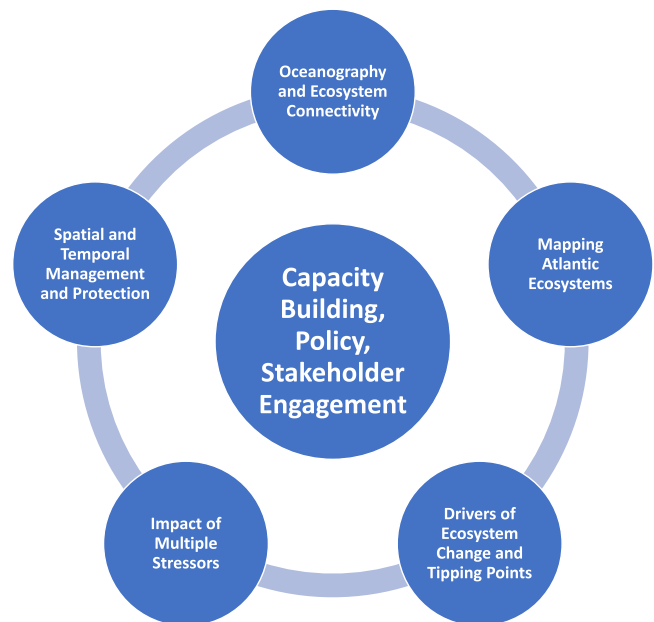 Oceanography
and Ecosystem
Connectivity
Mapping
Atlantic
Ecosystems
Drivers of
Ecosystem
Change and
Tipping Points
Impact of
Multiple
Stressors
Spatial and
Temporal
Management
and Protection
Capacity
Building,
Policy,
Stakeholder
Engagement